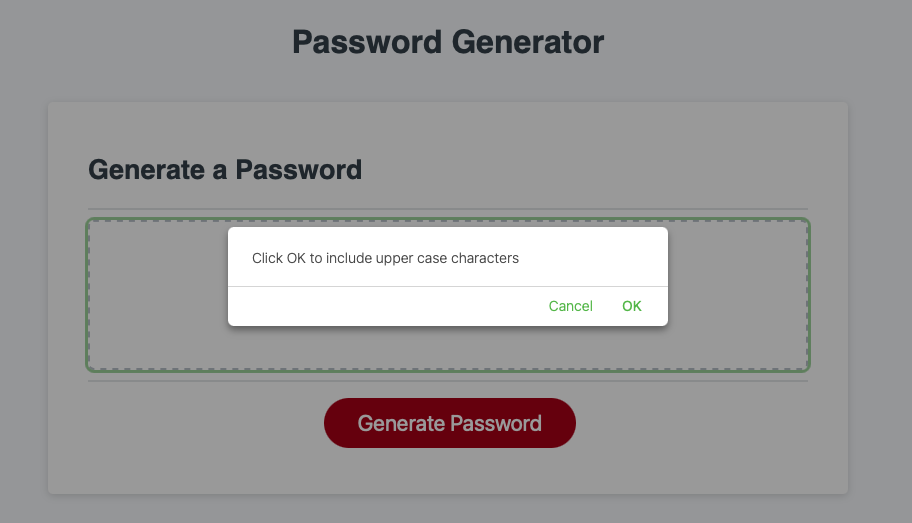 Password Generator
Generate a Password
Click OK to include upper case characters
Cancel OK
Generate Password